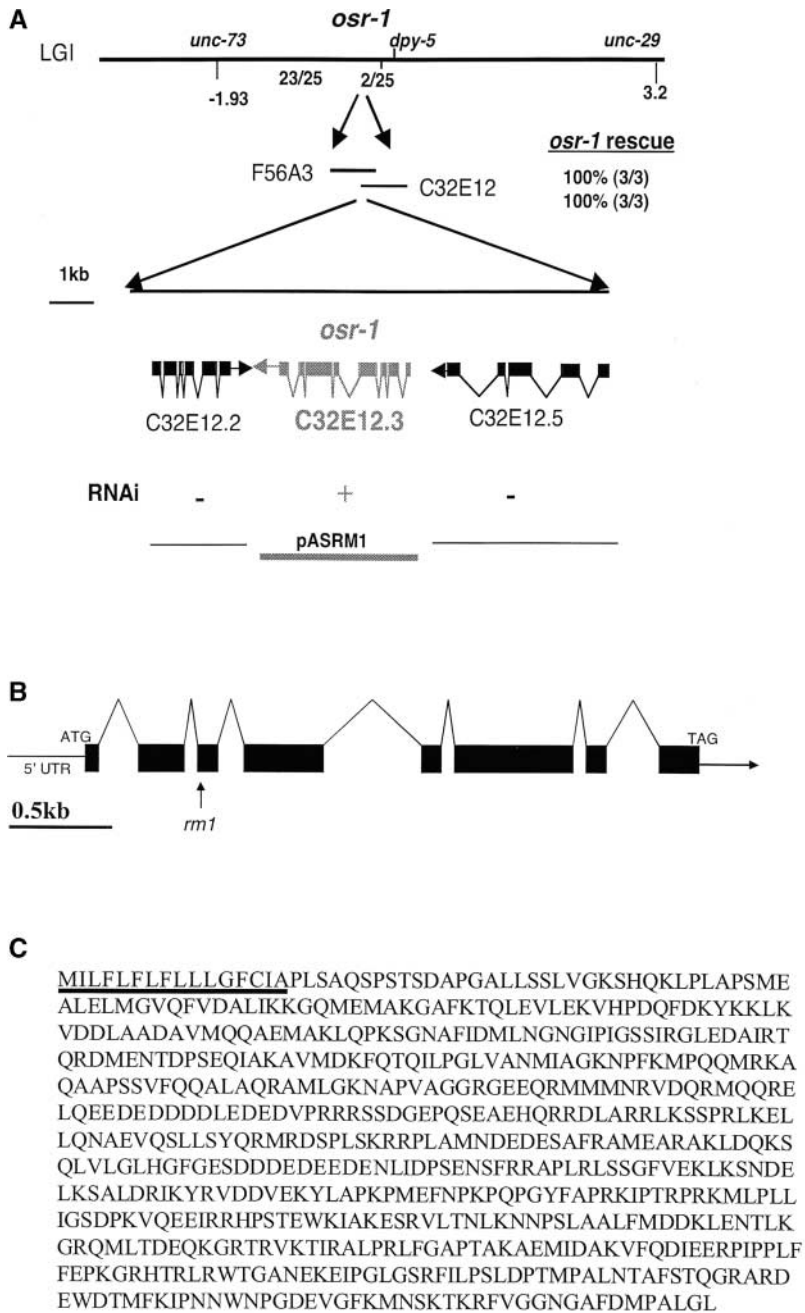 A
osr-1
unc-73
dpy-5
unc-29
LGI
23/25
2/25
-1.93
3.2
osr-1 rescue
F56A3
100% (3/3)
C32E12
100% (3/3)
1kb
osr-1
C32E12.2
C32E12.3
C32E12.5
RNAi
-
+
-
pASRM1
B
ATG
TAG
5' UTR
0.5kb
rm1
C
MILFLFLFLLLGFCIAPLSAQSPSTSDAPGALLSSLVGKSHQKLPLAPSME
ALELMGVQFVDALIKKGQMEMAKGAFKTQLEVLEKVHPDQFDKYKKLK
VDDLAADAVMQQAEMAKLQPKSGNAFIDMLNGNGIPIGSSIRGLEDAIRT
QRDMENTDPSEQIAKAVMDKFQTQILPGLVANMIAGKNPFKMPQQMRKA
QAAPSSVFQQALAQRAMLGKNAPVAGGRGEEQRMMMNRVDQRMQQRE
LQEEDEDDDDLEDEDVPRRRSSDGEPQSEAEHQRRDLARRLKSSPRLKEL
LQNAEVQSLLSYQRMRDSPLSKRRPLAMNDEDESAFRAMEARAKLDQKS
QLVLGLHGFGESDDDEDEEDENLIDPSENSFRRAPLRLSSGFVEKLKSNDE
LKSALDRIKYRVDDVEKYLAPKPMEFNPKPQPGYFAPRKIPTRPRKMLPLL
IGSDPKVQEEIRRHPSTEWKIAKESRVLTNLKNNPSLAALFMDDKLENTLK
GRQMLTDEQKGRTRVKTIRALPRLFGAPTAKAEMIDAKVFQDIEERPIPPLF
FEPKGRHTRLRWTGANEKEIPGLGSRFILPSLDPTMPALNTAFSTQGRARD
EWDTMFKIPNNWNPGDEVGFKMNSKTKRFVGGNGAFDMPALGL